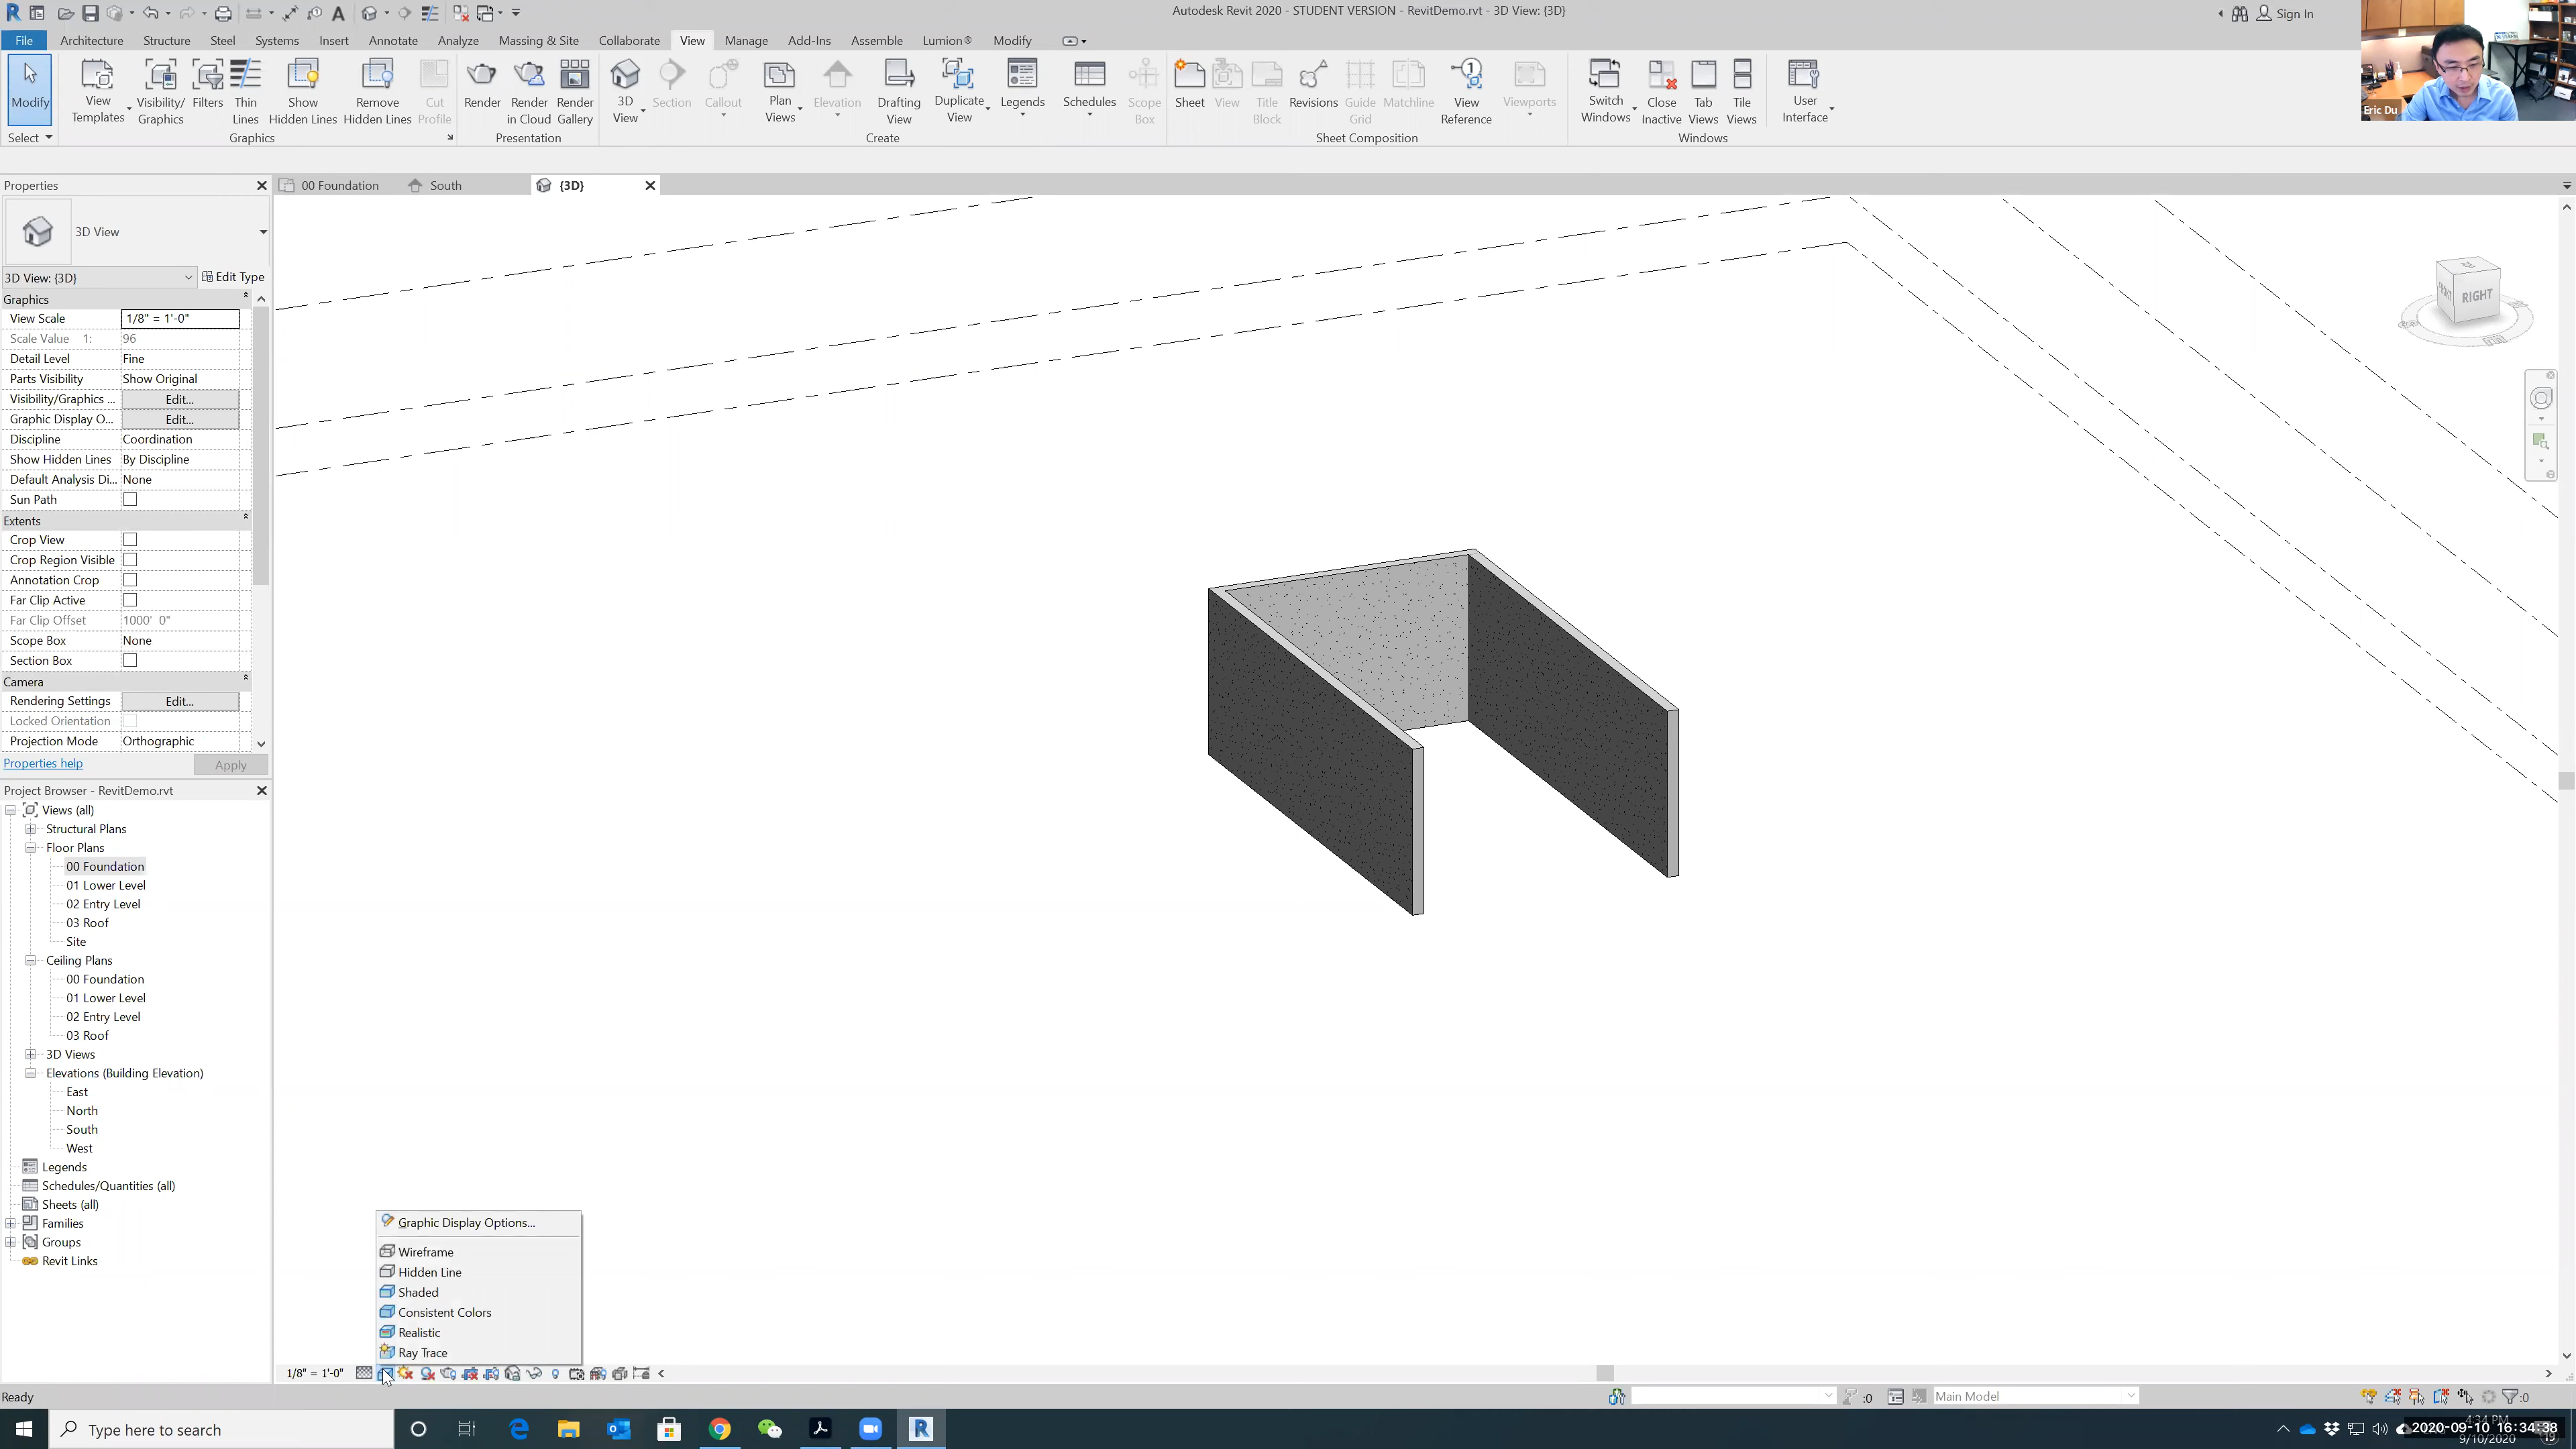 Autodesk Revit 2020 - STUDENT VERSION - RevitDemo.rvt - 3D View: {3D}
Sign In
File Architecture Structure Steel Systems Insert Annotate Analyze Massing & Site Collaborate View Manage Add-Ins Assemble Lumion® Modify
Modify
View Templates
Visibility/ Graphics
Filters
Thin Lines
Show Hidden Lines
Remove Hidden Lines
Cut Profile
Render
Render in Cloud
Render Gallery
3D View
Section
Callout
Plan Views
Elevation
Drafting View
Duplicate View
Legends
Schedules
Scope Box
Sheet
View
Title Block
Revisions
Guide Grid
Matchline
View Reference
Viewports
Switch Windows
Close Inactive
Tab Views
Tile Views
User Interface
Eric Du
Select Graphics Presentation Create Sheet Composition Windows
Properties
00 Foundation South {3D}
3D View
3D View: {3D} Edit Type
Graphics
View Scale 1/8" = 1'-0"
Scale Value 1: 96
Detail Level Fine
Parts Visibility Show Original
Visibility/Graphics ... Edit...
Graphic Display O... Edit...
Discipline Coordination
Show Hidden Lines By Discipline
Default Analysis Di... None
Sun Path
Extents
Crop View
Crop Region Visible
Annotation Crop
Far Clip Active
Far Clip Offset 1000' 0"
Scope Box None
Section Box
Camera
Rendering Settings Edit...
Locked Orientation
Projection Mode Orthographic
Properties help Apply
RIGHT
FRONT
Project Browser - RevitDemo.rvt
Views (all)
Structural Plans
Floor Plans
00 Foundation
01 Lower Level
02 Entry Level
03 Roof
Site
Ceiling Plans
00 Foundation
01 Lower Level
02 Entry Level
03 Roof
3D Views
Elevations (Building Elevation)
East
North
South
West
Legends
Schedules/Quantities (all)
Sheets (all)
Families
Groups
Revit Links
Graphic Display Options...
Wireframe
Hidden Line
Shaded
Consistent Colors
Realistic
Ray Trace
1/8" = 1'-0"
Ready
:0
Main Model
:0
Type here to search
4:34 PM
2020-09-10 16:34:38
9/10/2020